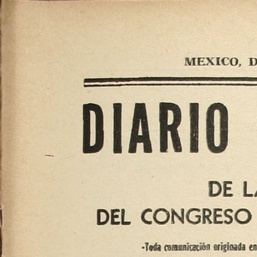 MEXICO, D
DIARIO
DE LA
DEL CONGRESO
-Toda comunicación originada en